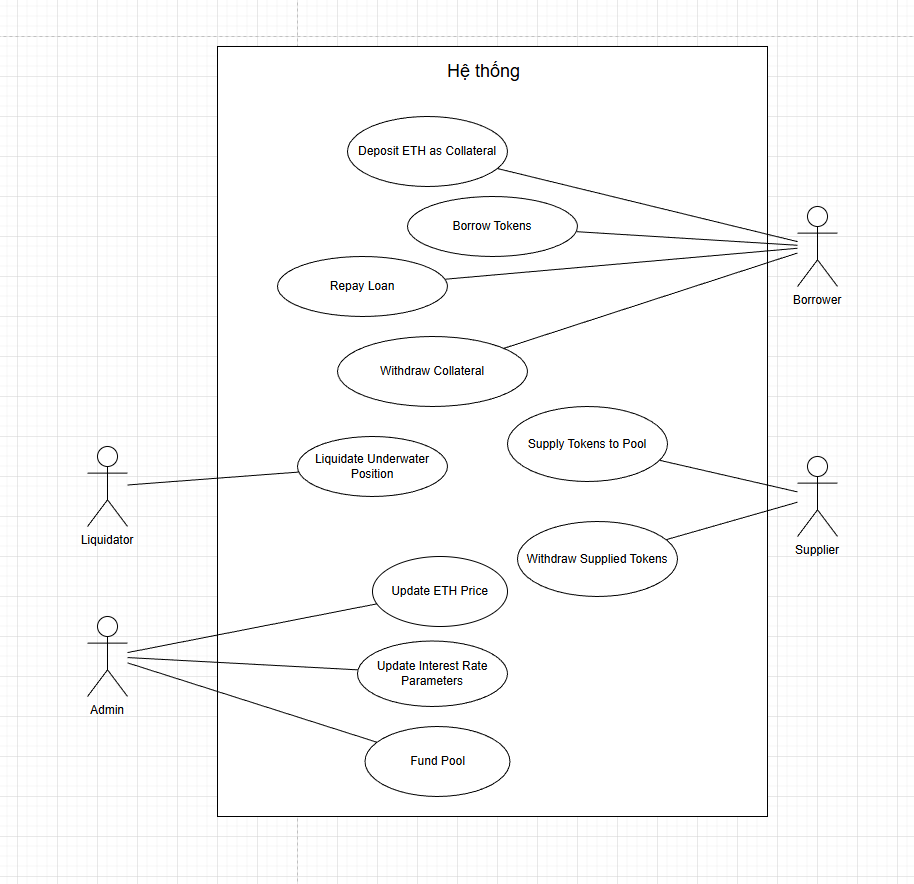 Hệ thống
Deposit ETH as Collateral
Borrow Tokens
Repay Loan
Borrower
Withdraw Collateral
Supply Tokens to Pool
Liquidate Underwater
Position
Liquidator
Supplier
Withdraw Supplied Tokens
Update ETH Price
Update Interest Rate
Parameters
Admin
Fund Pool